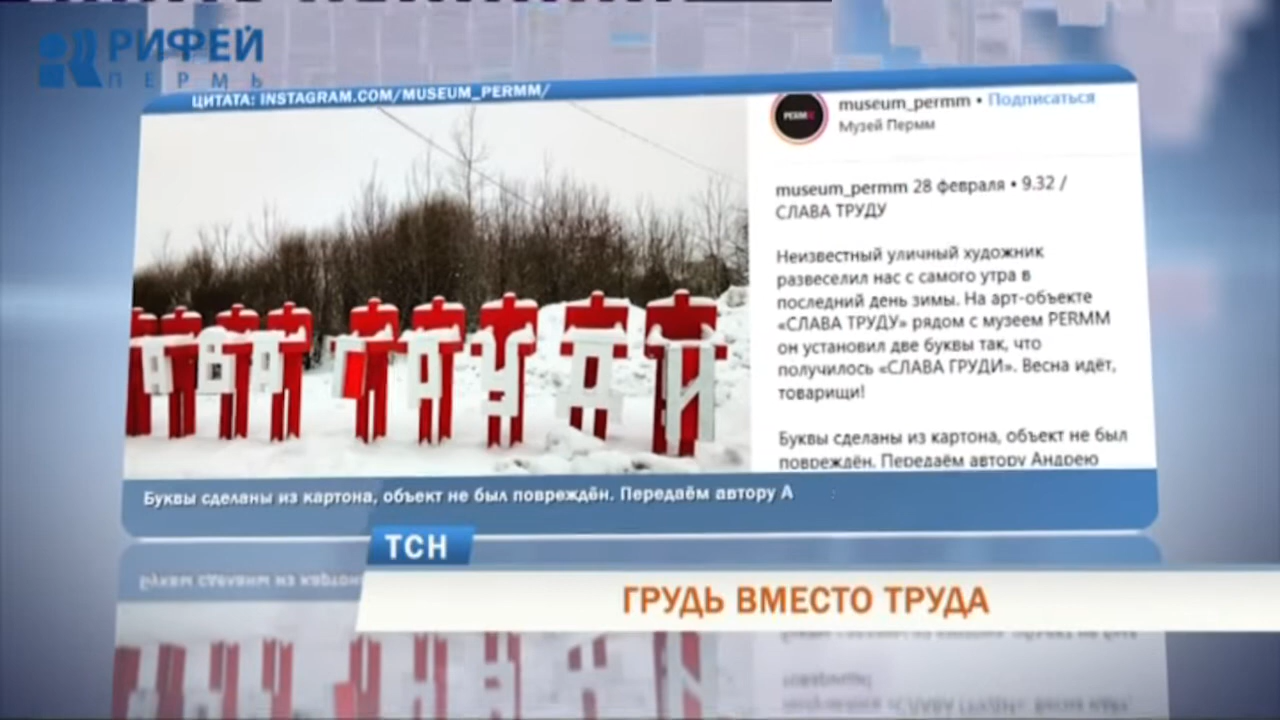 РИФЕЙ
ПЕРМЬ
ЦИТАТА: INSTAGRAM.COM/MUSEUM_PERMM/
museum_permm • Подписаться
Музей Пермм
museum_permm 28 февраля • 9.32 /
СЛАВА ТРУДУ
Неизвестный уличный художник
развеселил нас с самого утра в
последний день зимы. На арт-объекте
«СЛАВА ТРУДУ» рядом с музеем PERMM
он установил две буквы так, что
получилось «СЛАВА ГРУДИ». Весна идёт,
товарищи!
Буквы сделаны из картона, объект не был
повреждён. Передаём автору Андрею
АВА ГРУДИ
Буквы сделаны из картона, объект не был повреждён. Передаём автору А
ТСН
ГРУДЬ ВМЕСТО ТРУДА